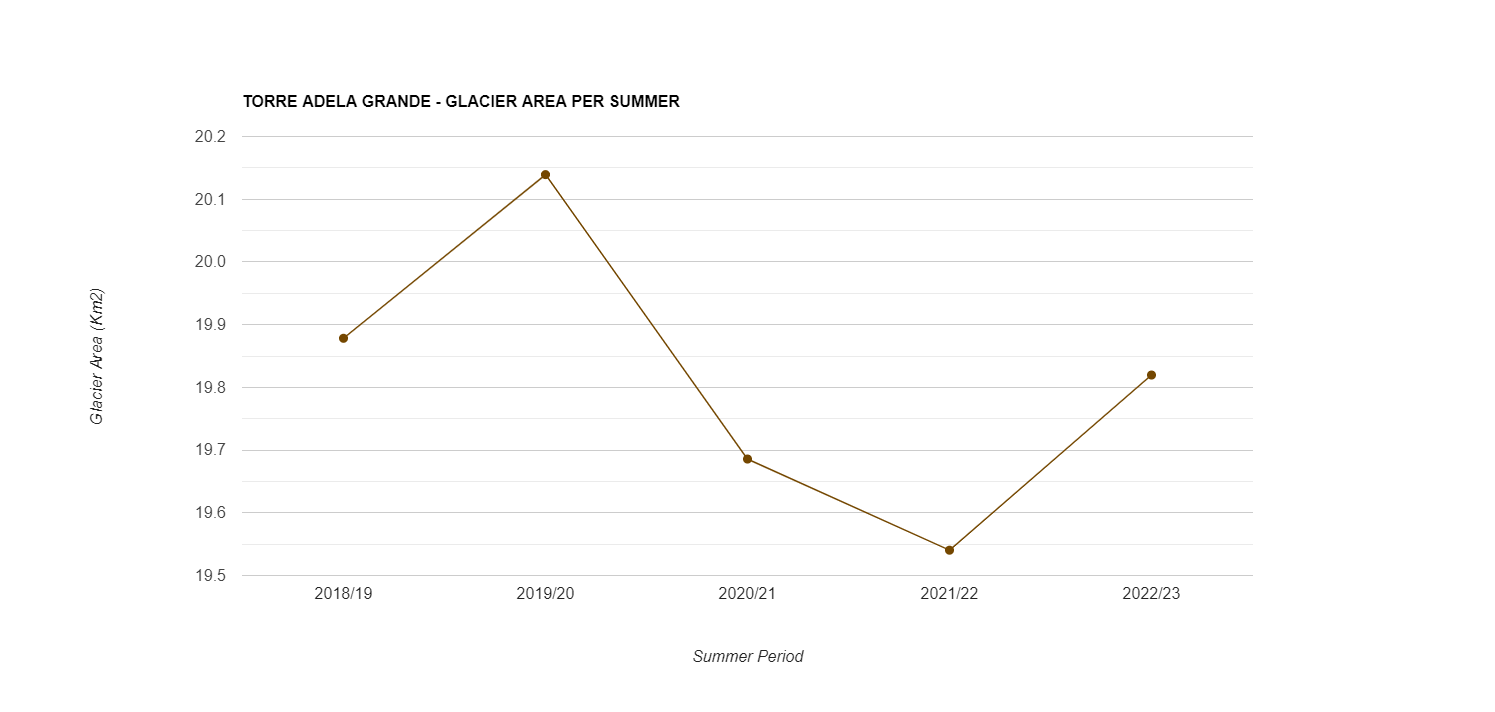 TORRE ADELA GRANDE - GLACIER AREA PER SUMMER
20.2
20.1
20.0
19.9
19.8
19.7
19.6
19.5
Glacier Area (Km2)
2018/19 2019/20 2020/21 2021/22 2022/23
Summer Period